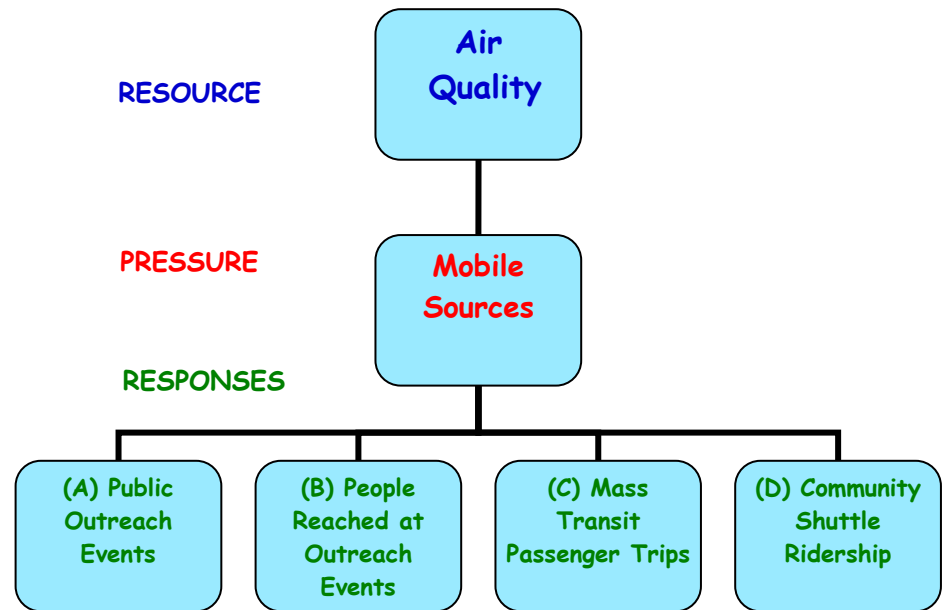 Air
Quality
RESOURCE
PRESSURE
Mobile
Sources
RESPONSES
(A) Public
Outreach
Events
(B) People
Reached at
Outreach
Events
(C) Mass
Transit
Passenger Trips
(D) Community
Shuttle
Ridership